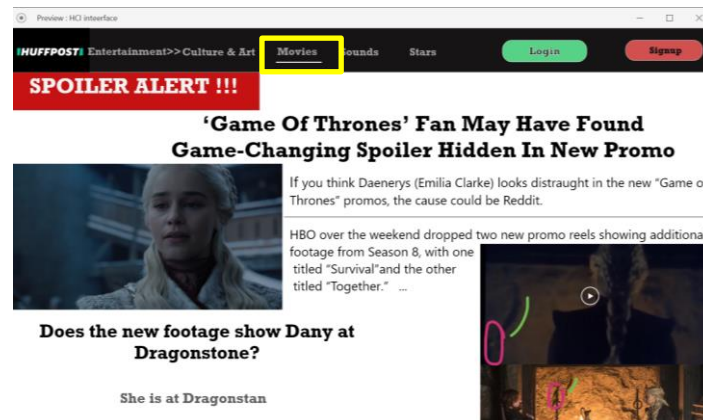 Preview : HCI inteerface
HUFFPOST Entertainment>> Culture & Art Movies Sounds Stars Login Signup
SPOILER ALERT !!!
‘Game Of Thrones’ Fan May Have Found
Game-Changing Spoiler Hidden In New Promo
If you think Daenerys (Emilia Clarke) looks distraught in the new “Game o
Thrones” promos, the cause could be Reddit.
HBO over the weekend dropped two new promo reels showing additiona
footage from Season 8, with one
titled “Survival”and the other
titled “Together.” ...
Does the new footage show Dany at
Dragonstone?
She is at Dragonstan